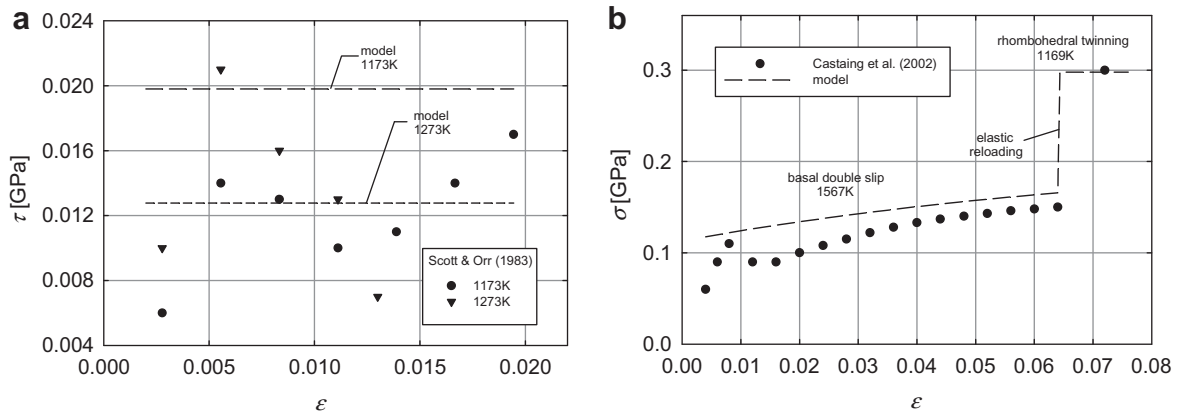 a
0.024
0.020
0.016
0.012
0.008
0.004
τ [GPa]
model
1173K
model
1273K
Scott & Orr (1983)
1173K
1273K
0.000
0.005
0.010
0.015
0.020
ε
b
0.3
0.2
0.1
0.0
σ [GPa]
Castaing et al. (2002)
model
rhombohedral twinning
1169K
elastic
reloading
basal double slip
1567K
0.00
0.01
0.02
0.03
0.04
0.05
0.06
0.07
0.08
ε